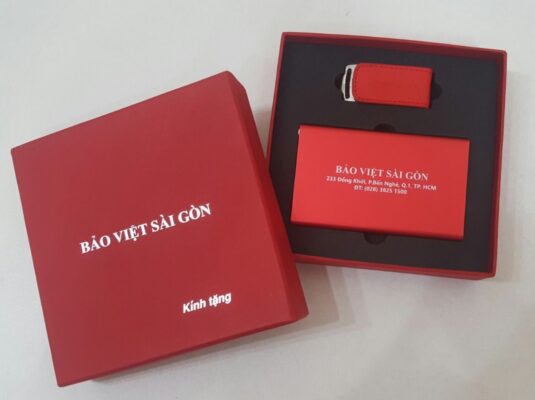 BẢO VIỆT SÀI GÒN
Kính tặng
BẢO VIỆT SÀI GÒN
233 Đồng Khởi, P.Bến Nghé, Q.1, TP. HCM
ĐT: (028) 3825 1500